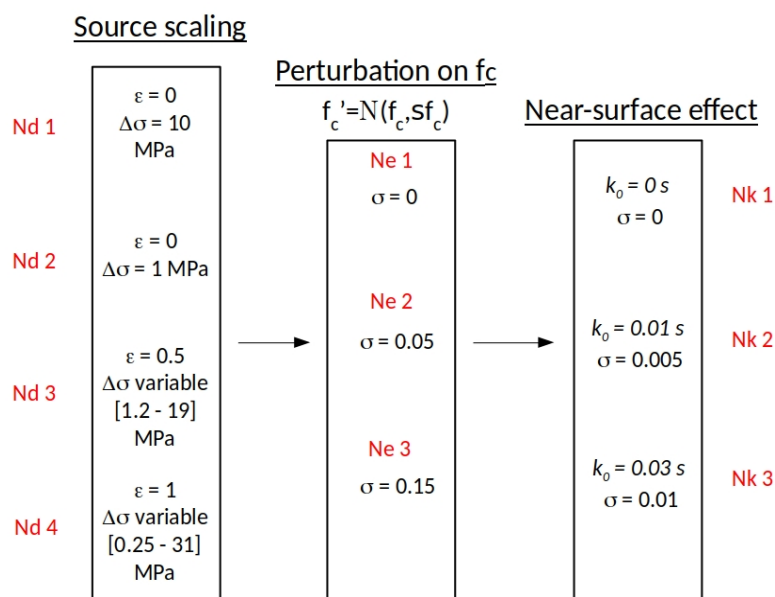 Source scaling
Nd 1
ε = 0
Δσ = 10
MPa
Nd 2
ε = 0
Δσ = 1 MPa
Nd 3
ε = 0.5
Δσ variable
[1.2 - 19]
MPa
Nd 4
ε = 1
Δσ variable
[0.25 - 31]
MPa
Perturbation on fc
fc'=N(fc,sfc)
Ne 1
σ = 0
Ne 2
σ = 0.05
Ne 3
σ = 0.15
Near-surface effect
k0 = 0 s
σ = 0
Nk 1
k0 = 0.01 s
σ = 0.005
Nk 2
k0 = 0.03 s
σ = 0.01
Nk 3